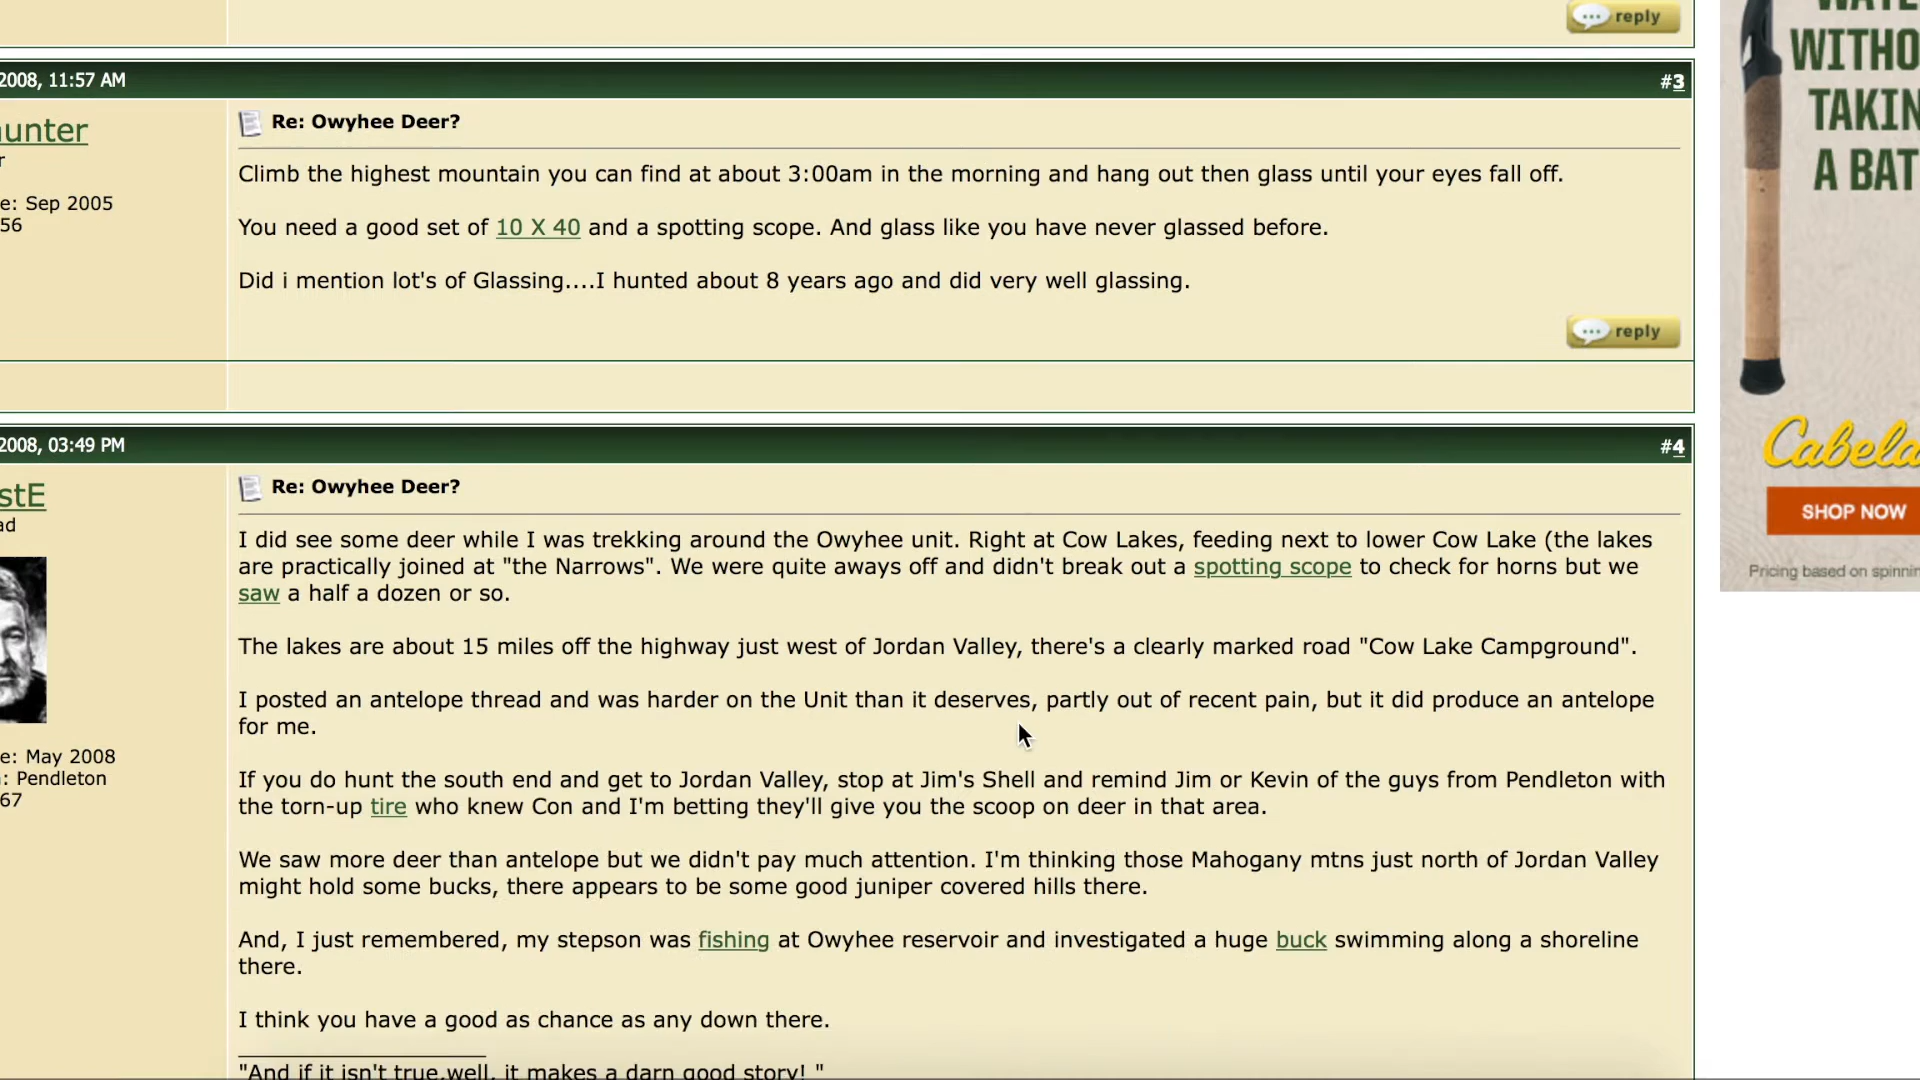 reply
2008, 11:57 AM
#3
Re: Owyhee Deer?
Climb the highest mountain you can find at about 3:00am in the morning and hang out then glass until your eyes fall off.
You need a good set of 10 X 40 and a spotting scope. And glass like you have never glassed before.
Did i mention lot's of Glassing....I hunted about 8 years ago and did very well glassing.
reply
unter
r
e: Sep 2005
56
2008, 03:49 PM
#4
Re: Owyhee Deer?
I did see some deer while I was trekking around the Owyhee unit. Right at Cow Lakes, feeding next to lower Cow Lake (the lakes
are practically joined at "the Narrows". We were quite aways off and didn't break out a spotting scope to check for horns but we
saw a half a dozen or so.
The lakes are about 15 miles off the highway just west of Jordan Valley, there's a clearly marked road "Cow Lake Campground".
I posted an antelope thread and was harder on the Unit than it deserves, partly out of recent pain, but it did produce an antelope
for me.
If you do hunt the south end and get to Jordan Valley, stop at Jim's Shell and remind Jim or Kevin of the guys from Pendleton with
the torn-up tire who knew Con and I'm betting they'll give you the scoop on deer in that area.
We saw more deer than antelope but we didn't pay much attention. I'm thinking those Mahogany mtns just north of Jordan Valley
might hold some bucks, there appears to be some good juniper covered hills there.
And, I just remembered, my stepson was fishing at Owyhee reservoir and investigated a huge buck swimming along a shoreline
there.
I think you have a good as chance as any down there.
"And if it isn't true,well, it makes a darn good story! "
stE
ad
e: May 2008
: Pendleton
67
WATE
WITHO
TAKIN
A BAT
Cabela
SHOP NOW
Pricing based on spinnin